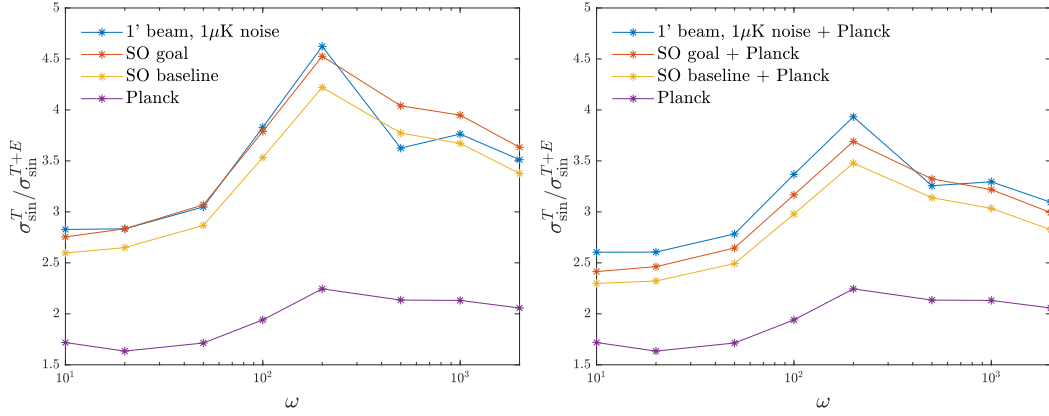 5
4.5
4
3.5
3
2.5
2
1.5
σ^T_sin/σ^{T+E}_sin
1' beam, 1μK noise
SO goal
SO baseline
Planck
10^1
10^2
10^3
ω
5
4.5
4
3.5
3
2.5
2
1.5
σ^T_sin/σ^{T+E}_sin
1' beam, 1μK noise + Planck
SO goal + Planck
SO baseline + Planck
Planck
10^1
10^2
10^3
ω